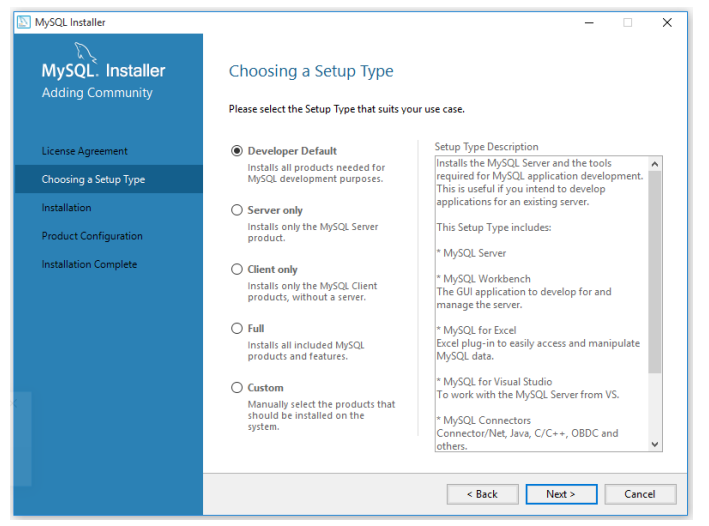 MySQL Installer
MySQL. Installer
Adding Community
License Agreement
Choosing a Setup Type
Installation
Product Configuration
Installation Complete
Choosing a Setup Type
Please select the Setup Type that suits your use case.
Developer Default
Installs all products needed for
MySQL development purposes.
Server only
Installs only the MySQL Server
product.
Client only
Installs only the MySQL Client
products, without a server.
Full
Installs all included MySQL
products and features.
Custom
Manually select the products that
should be installed on the
system.
Setup Type Description
Installs the MySQL Server and the tools
required for MySQL application development.
This is useful if you intend to develop
applications for an existing server.
This Setup Type includes:
* MySQL Server
* MySQL Workbench
The GUI application to develop for and
manage the server.
* MySQL for Excel
Excel plug-in to easily access and manipulate
MySQL data.
* MySQL for Visual Studio
To work with the MySQL Server from VS.
* MySQL Connectors
Connector/Net, Java, C/C++, OBDC and
others.
< Back
Next >
Cancel